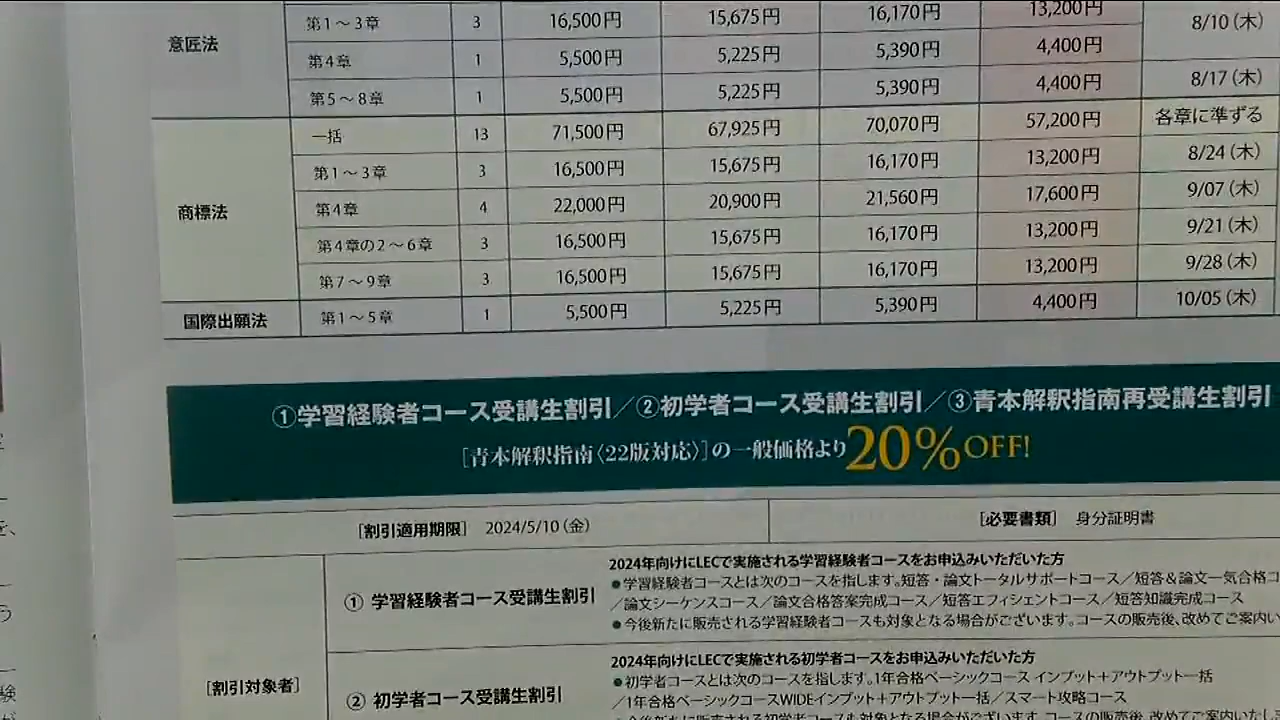 第1～3章 3 16,500円 15,675円 16,170円 13,200円 8/10(木)
意匠法
第4章 1 5,500円 5,225円 5,390円 4,400円
第5～8章 1 5,500円 5,225円 5,390円 4,400円 8/17(木)
一括 13 71,500円 67,925円 70,070円 57,200円 各章に準ずる
第1～3章 3 16,500円 15,675円 16,170円 13,200円 8/24(木)
商標法 第4章 4 22,000円 20,900円 21,560円 17,600円 9/07(木)
第4章の2～6章 3 16,500円 15,675円 16,170円 13,200円 9/21(木)
第7～9章 3 16,500円 15,675円 16,170円 13,200円 9/28(木)
国際出願法 第1～5章 1 5,500円 5,225円 5,390円 4,400円 10/05(木)
①学習経験者コース受講生割引／②初学者コース受講生割引／③青本解釈指南再受講生割引
[青本解釈指南〈22版対応〉]の一般価格より20%OFF!
[割引適用期限] 2024/5/10(金) [必要書類] 身分証明書
[割引対象者]
① 学習経験者コース受講生割引
2024年向けにLECで実施される学習経験者コースをお申込みいただいた方
●学習経験者コースとは次のコースを指します。短答・論文トータルサポートコース／短答＆論文一気合格コ
／論文シーケンスコース／論文合格答案完成コース／短答エフィシェントコース／短答知識完成コース
●今後新たに販売される学習経験者コースも対象となる場合がございます。コースの販売後、改めてご案内い
② 初学者コース受講生割引
2024年向けにLECで実施される初学者コースをお申込みいただいた方
●初学者コースとは次のコースを指します。1年合格ベーシックコース インプット＋アウトプット一括
／1年合格ベーシックコースWIDEインプット＋アウトプット一括／スマート攻略コース